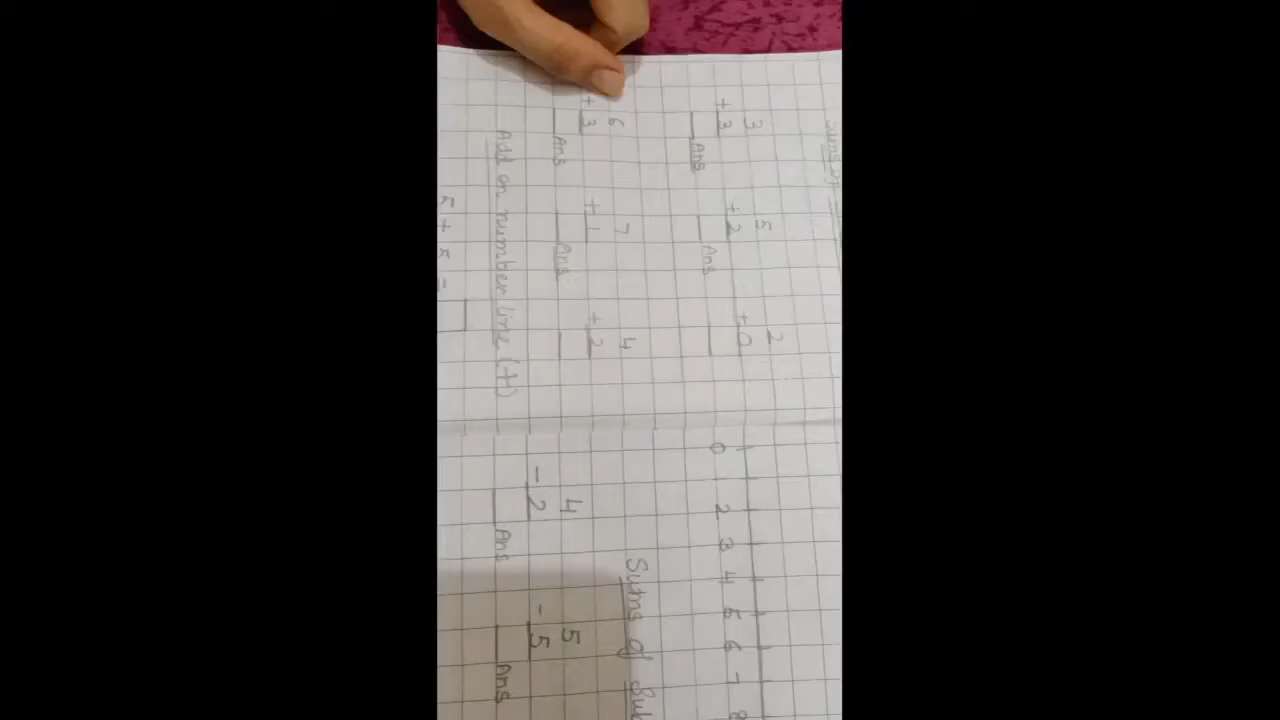 Sums of
3 5 2
+3 +2 +0
Ans Ans
6 7 4
+3 +1 +2
Ans Ans
Add on number line (+)
5 + 5 =
0 2 3 4 5 6 7 8
Sums of Sub
4 5
-2 -5
Ans Ans